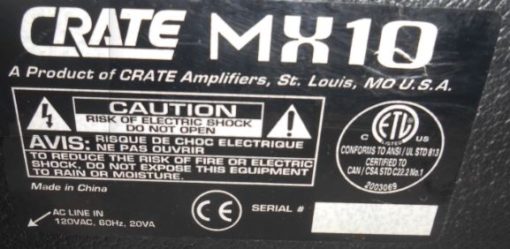 CRATE MX10
A Product of CRATE Amplifiers, St. Louis, MO U.S.A.
CAUTION
RISK OF ELECTRIC SHOCK
DO NOT OPEN
AVIS: RISQUE DE CHOC ELECTRIQUE
NE PAS OUVRIR
TO REDUCE THE RISK OF FIRE OR ELECTRIC
SHOCK, DO NOT EXPOSE THIS EQUIPMENT
TO RAIN OR MOISTURE.
Made in China
AC LINE IN
120VAC, 60Hz, 20VA
CE
SERIAL #
C ETL US
LISTED
CONFORMS TO ANSI / UL STD 813
CERTIFIED TO
CAN / CSA STD C22.2 No.1
2003069